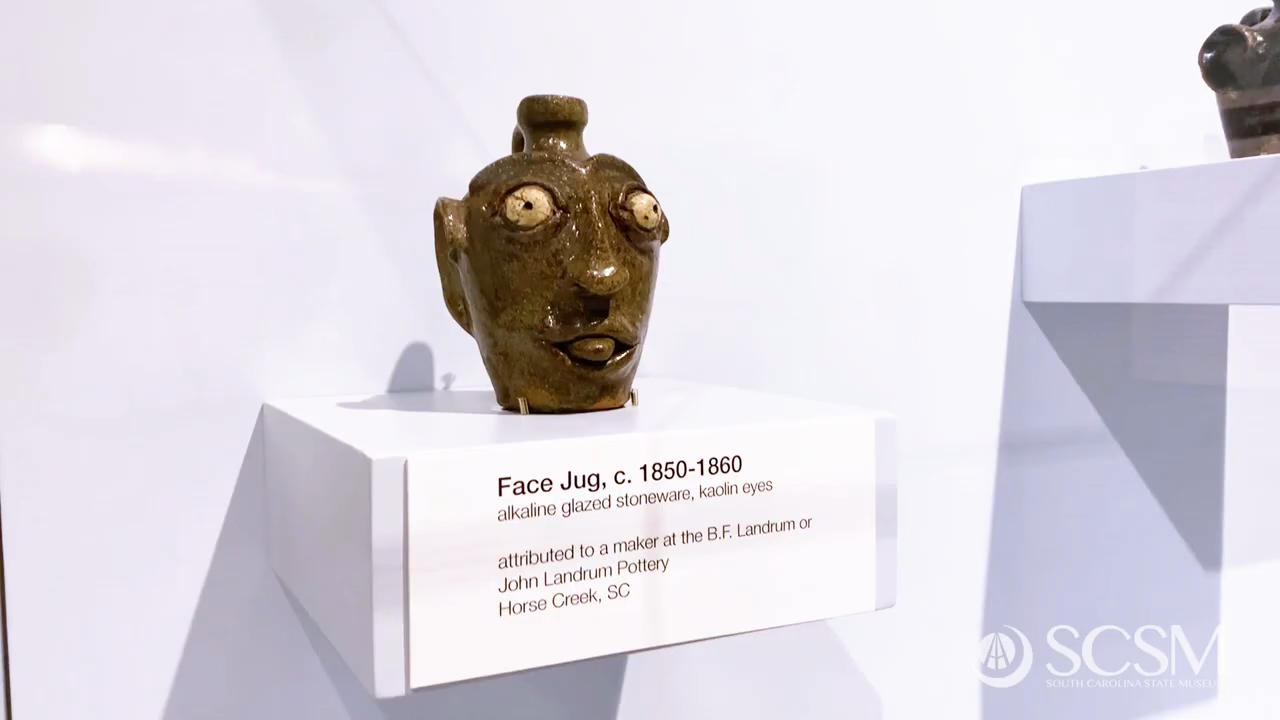 Face Jug, c. 1850-1860
alkaline glazed stoneware, kaolin eyes
attributed to a maker at the B.F. Landrum or
John Landrum Pottery
Horse Creek, SC
SCSM
SOUTH CAROLINA STATE MUSEUM